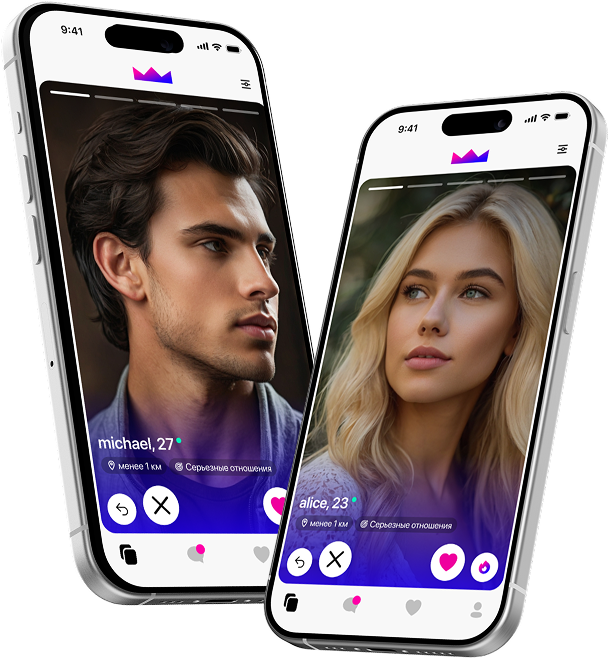 9:41
michael, 27
менее 1 км
Серьезные отношения
9:41
alice, 23
менее 1 км
Серьезные отношения